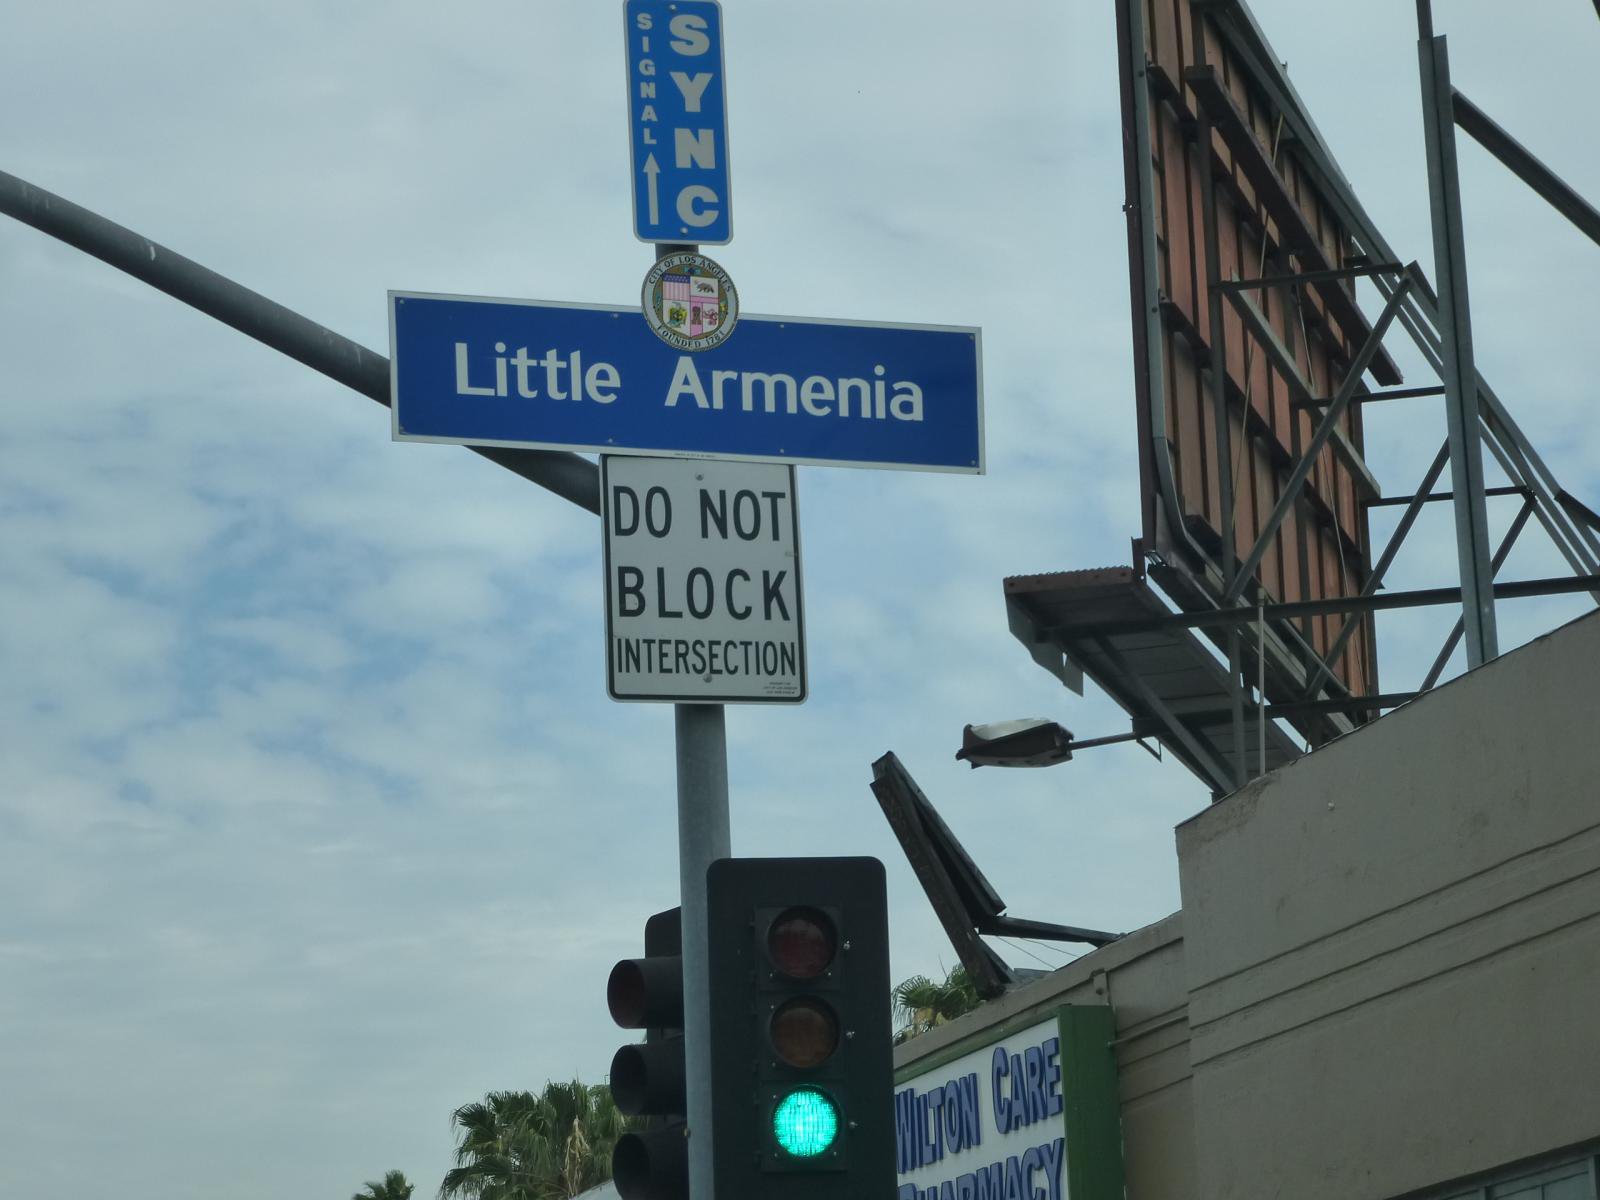 SIGNAL
SYNC
CITY OF LOS ANGELES
FOUNDED 1781
Little Armenia
DO NOT
BLOCK
INTERSECTION
WILTON CARE
PHARMACY